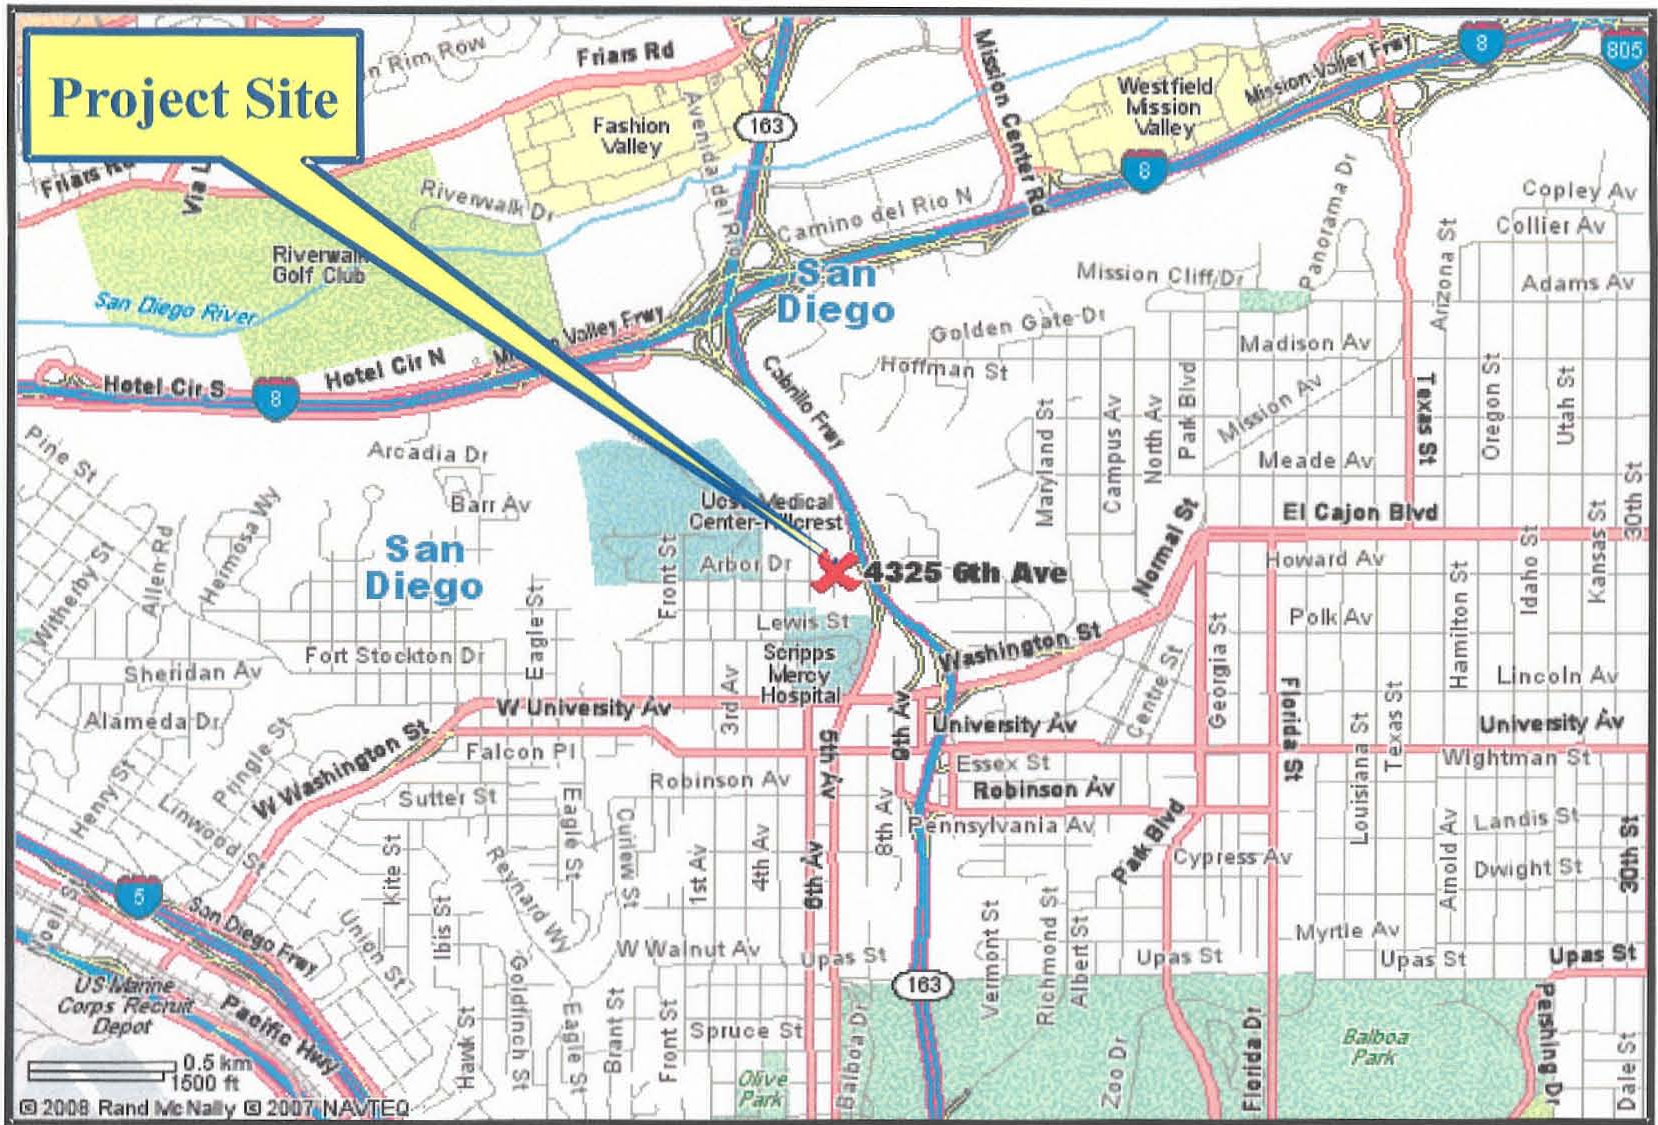 Project Site
n Rim Row
Friars Rd
163
Mission Center Rd
Westfield
Mission
Valley
Mission Valley Frwy
8
805
Fashion
Valley
Avenida del Rio
8
Friars Rd
Via L
Riverwalk Dr
Camino del Rio N
Panorama Dr
Copley Av
Collier Av
Riverwalk
Golf Club
San
Diego
Mission Cliff Dr
Arizona St
Adams Av
San Diego River
Mission Valley Frwy
Golden Gate Dr
Madison Av
Hotel Cir N
Hotel Cir S
8
Cabrillo Frwy
Hoffman St
Park Blvd
Mission Av
Texas St
Oregon St
Utah St
Pine St
Arcadia Dr
Maryland St
Campus Av
North Av
Meade Av
Barr Av
Ucsd Medical
Center-Hillcrest
Normal St
El Cajon Blvd
30th St
Witherby St
Allen Rd
Hermosa Wy
San
Diego
Front St
Arbor Dr
4325 6th Ave
Howard Av
Hamilton St
Idaho St
Kansas St
Eagle St
Lewis St
Polk Av
Georgia St
Fort Stockton Dr
Sheridan Av
Scripps
Mercy
Hospital
Washington St
Centre St
Lincoln Av
3rd Av
W University Av
Alameda Dr
Pringle St
W Washington St
Falcon Pl
5th Av
9th Av
University Av
Florida St
Louisiana St
Texas St
University Av
Wightman St
Henry St
Linwood St
Sutter St
Robinson Av
Essex St
Robinson Av
Eagle St
Curlew St
8th Av
Pennsylvania Av
Park Blvd
Landis St
Arnold Av
Kite St
Reynard Wy
1st Av
4th Av
6th Av
Cypress Av
Dwight St
30th St
5
San Diego Frwy
Noell St
Union St
Ibis St
W Walnut Av
Upas St
Vermont St
Richmond St
Albert St
Upas St
Myrtle Av
Upas St
Upas St
163
US Marine
Corps Recruit
Depot
Pacific Hwy
Goldfinch St
Hawk St
Eagle St
Brant St
Front St
Spruce St
Olive
Park
Balboa Dr
Zoo Dr
Florida Dr
Balboa
Park
Pershing Dr
Dale St
0.5 km
1500 ft
© 2008 Rand McNally © 2007 NAVTEQ